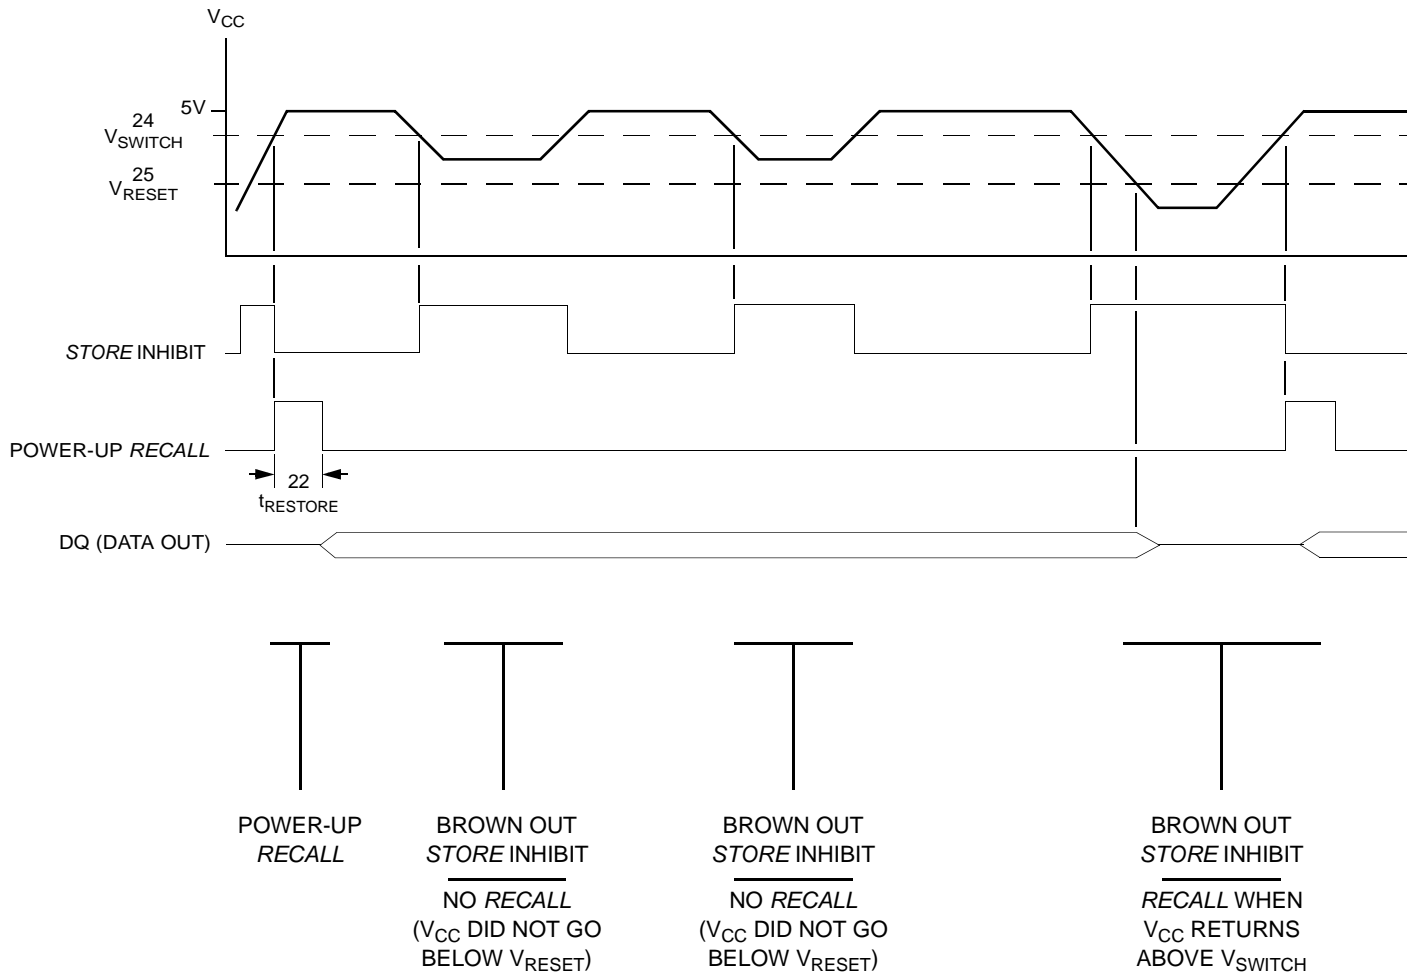 VCC
5V
24
VSWITCH
25
VRESET
STORE INHIBIT
POWER-UP RECALL
22
tRESTORE
DQ (DATA OUT)
POWER-UP
RECALL
BROWN OUT
STORE INHIBIT
NO RECALL
(VCC DID NOT GO
BELOW VRESET)
BROWN OUT
STORE INHIBIT
NO RECALL
(VCC DID NOT GO
BELOW VRESET)
BROWN OUT
STORE INHIBIT
RECALL WHEN
VCC RETURNS
ABOVE VSWITCH